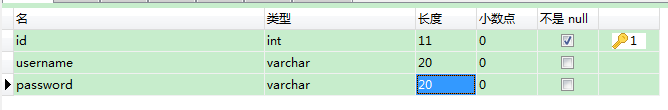 名 类型 长度 小数点 不是 null
id int 11 0 1
username varchar 20 0
password varchar 20 0